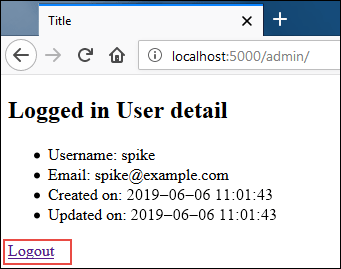 Title
localhost:5000/admin/
Logged in User detail
Username: spike
Email: spike@example.com
Created on: 2019‒06‒06 11:01:43
Updated on: 2019‒06‒06 11:01:43
Logout